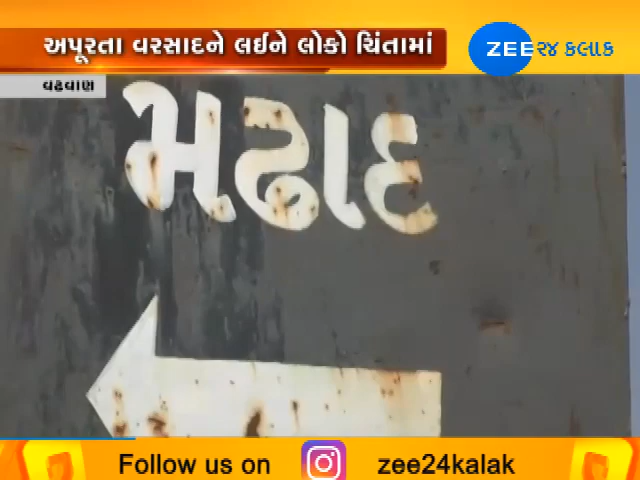 અપૂરતા વરસાદને લઈને લોકો ચિંતામાં
ZEE ૨૪ કલાક
વઢવાણ
મઢાદ
Follow us on zee24kalak